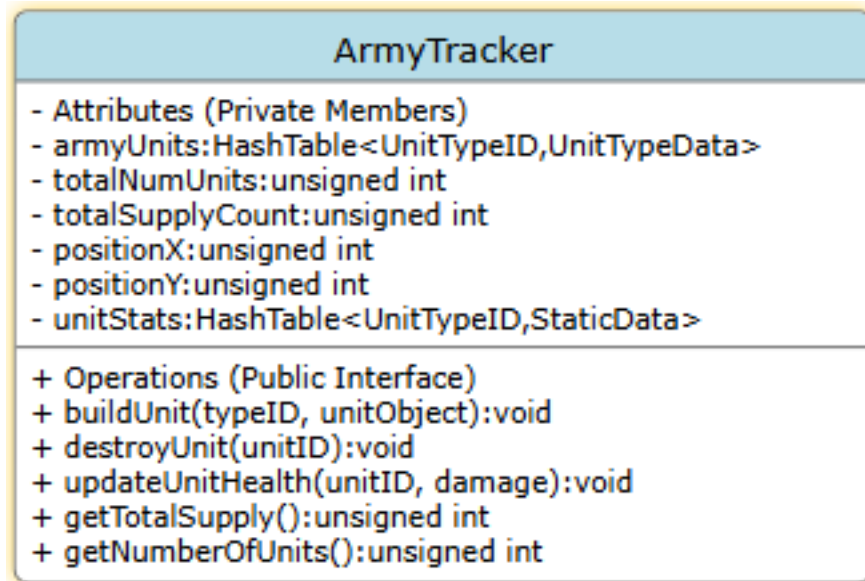 ArmyTracker
- Attributes (Private Members)
- armyUnits:HashTable<UnitTypeID,UnitTypeData>
- totalNumUnits:unsigned int
- totalSupplyCount:unsigned int
- positionX:unsigned int
- positionY:unsigned int
- unitStats:HashTable<UnitTypeID,StaticData>
+ Operations (Public Interface)
+ buildUnit(typeID, unitObject):void
+ destroyUnit(unitID):void
+ updateUnitHealth(unitID, damage):void
+ getTotalSupply():unsigned int
+ getNumberOfUnits():unsigned int